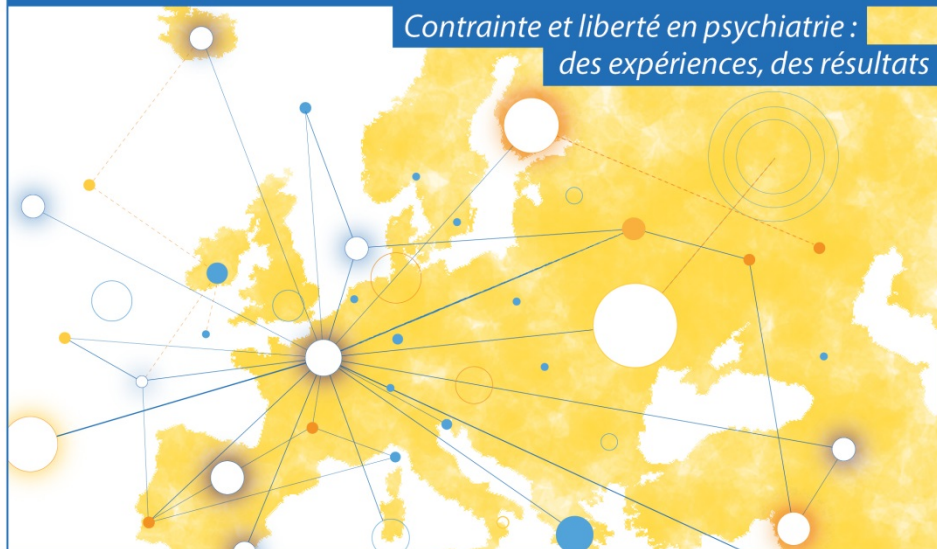 Contrainte et liberté en psychiatrie :
des expériences, des résultats